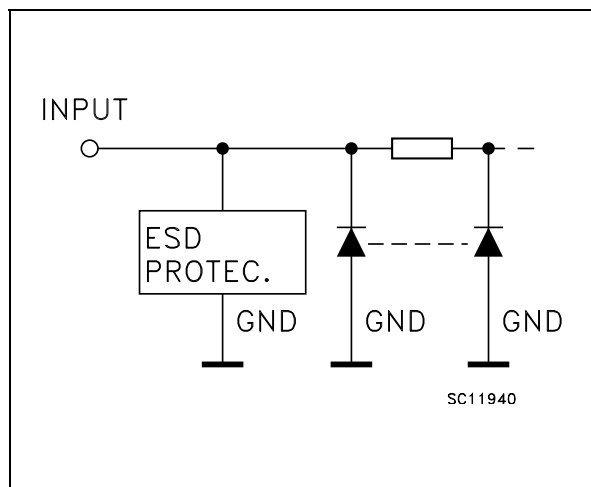 INPUT
ESD
PROTEC.
GND
GND
GND
SC11940